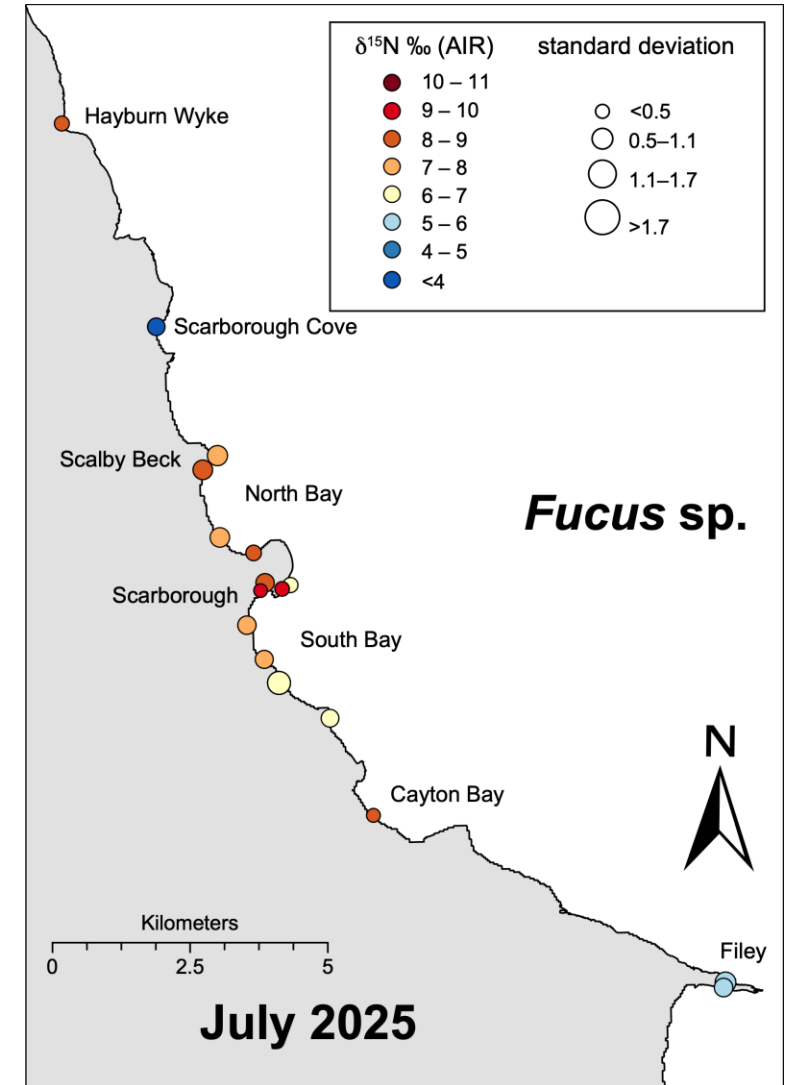 δ¹⁵N ‰ (AIR)
10 – 11
9 – 10
8 – 9
7 – 8
6 – 7
5 – 6
4 – 5
<4
standard deviation
<0.5
0.5–1.1
1.1–1.7
>1.7
Hayburn Wyke
Scarborough Cove
Scalby Beck
North Bay
Fucus sp.
Scarborough
South Bay
N
Cayton Bay
Filey
Kilometers
0 2.5 5
July 2025